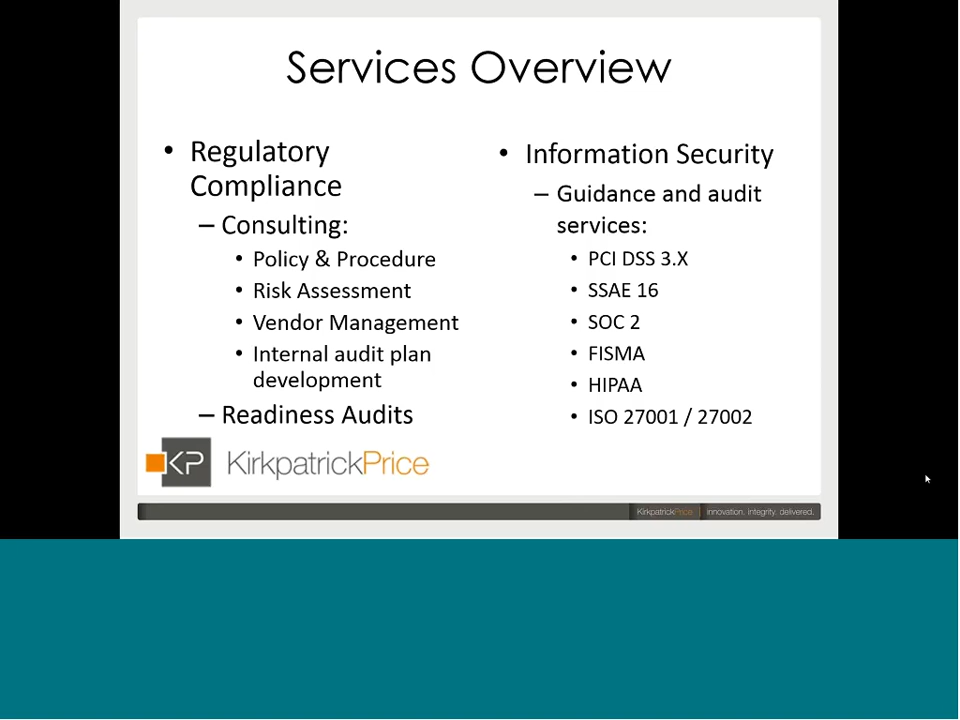 Services Overview
• Regulatory
Compliance
– Consulting:
• Policy & Procedure
• Risk Assessment
• Vendor Management
• Internal audit plan
development
– Readiness Audits
• Information Security
– Guidance and audit
services:
• PCI DSS 3.X
• SSAE 16
• SOC 2
• FISMA
• HIPAA
• ISO 27001 / 27002
KP KirkpatrickPrice
KirkpatrickPrice innovation. integrity. delivered.